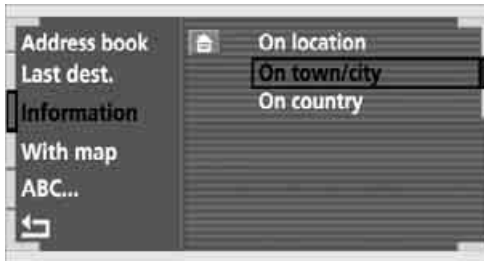 Address book
Last dest.
Information
With map
ABC...
On location
On town/city
On country